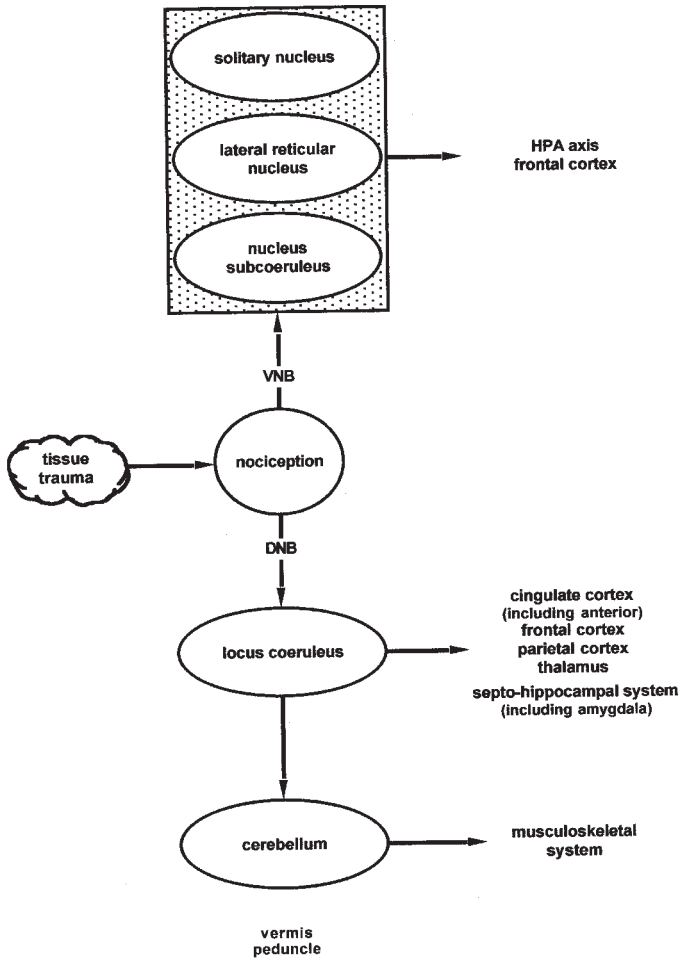 solitary nucleus
lateral reticular
nucleus
nucleus
subcoeruleus
HPA axis
frontal cortex
VNB
tissue
trauma
nociception
DNB
locus coeruleus
cingulate cortex
(including anterior)
frontal cortex
parietal cortex
thalamus
septo-hippocampal system
(including amygdala)
cerebellum
musculoskeletal
system
vermis
peduncle